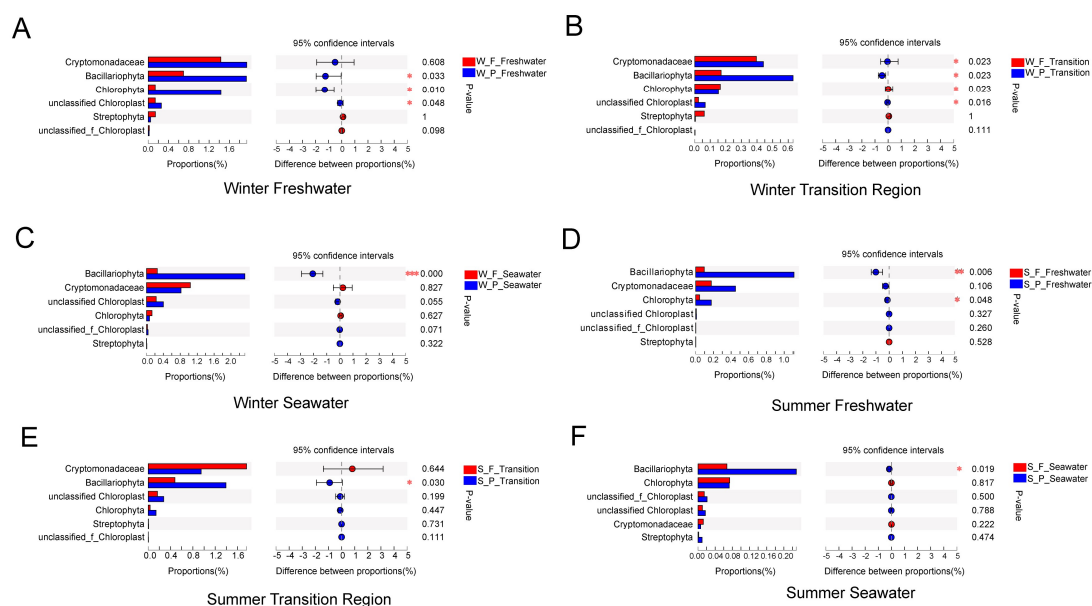 A
95% confidence intervals
Cryptomonadaceae 0.608
Bacillariophyta * 0.033
Chlorophyta * 0.010
unclassified Chloroplast * 0.048
Streptophyta 1
unclassified_f_Chloroplast 0.098
W_F_Freshwater
W_P_Freshwater
P-value
0.0 0.6 1.2 1.8
-5 -4 -3 -2 -1 0 1 2 3 4 5
Proportions(%) Difference between proportions(%)
Winter Freshwater
B
95% confidence intervals
Cryptomonadaceae * 0.023
Bacillariophyta * 0.023
Chlorophyta * 0.023
unclassified Chloroplast * 0.016
Streptophyta 1
unclassified_f_Chloroplast 0.111
W_F_Transition
W_P_Transition
P-value
0.0 0.1 0.2 0.3 0.4 0.5 0.6
-5 -4 -3 -2 -1 0 1 2 3 4 5
Proportions(%) Difference between proportions(%)
Winter Transition Region
C
95% confidence intervals
Bacillariophyta *** 0.000
Cryptomonadaceae 0.827
unclassified Chloroplast 0.055
Chlorophyta 0.627
unclassified_f_Chloroplast 0.071
Streptophyta 0.322
W_F_Seawater
W_P_Seawater
P-value
0.0 0.4 0.8 1.2 1.6 2.0
-5 -4 -3 -2 -1 0 1 2 3 4 5
Proportions(%) Difference between proportions(%)
Winter Seawater
D
95% confidence intervals
Bacillariophyta ** 0.006
Cryptomonadaceae 0.106
Chlorophyta * 0.048
unclassified Chloroplast 0.327
unclassified_f_Chloroplast 0.260
Streptophyta 0.528
S_F_Freshwater
S_P_Freshwater
P-value
0.0 0.2 0.4 0.6 0.8 1.0
-5 -4 -3 -2 -1 0 1 2 3 4 5
Proportions(%) Difference between proportions(%)
Summer Freshwater
E
95% confidence intervals
Cryptomonadaceae 0.644
Bacillariophyta * 0.030
unclassified Chloroplast 0.199
Chlorophyta 0.447
Streptophyta 0.731
unclassified_f_Chloroplast 0.111
S_F_Transition
S_P_Transition
P-value
0.0 0.4 0.8 1.2 1.6
-5 -4 -3 -2 -1 0 1 2 3 4 5
Proportions(%) Difference between proportions(%)
Summer Transition Region
F
95% confidence intervals
Bacillariophyta * 0.019
Chlorophyta 0.817
unclassified_f_Chloroplast 0.500
unclassified Chloroplast 0.788
Cryptomonadaceae 0.222
Streptophyta 0.474
S_F_Seawater
S_P_Seawater
P-value
0.00 0.04 0.08 0.12 0.16 0.20
-5 -4 -3 -2 -1 0 1 2 3 4 5
Proportions(%) Difference between proportions(%)
Summer Seawater